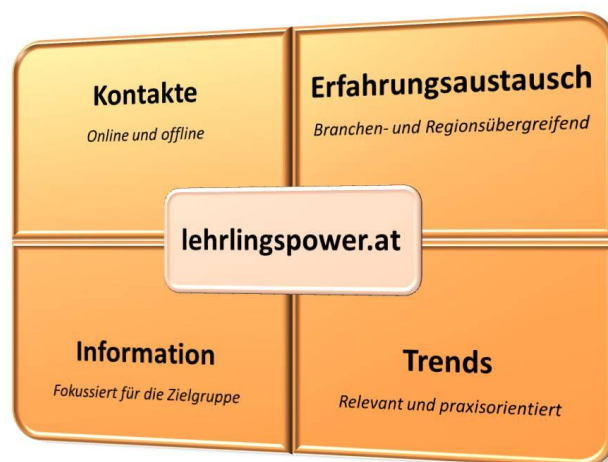 Kontakte
Online und offline
Erfahrungsaustausch
Branchen- und Regionsübergreifend
lehrlingspower.at
Information
Fokussiert für die Zielgruppe
Trends
Relevant und praxisorientiert